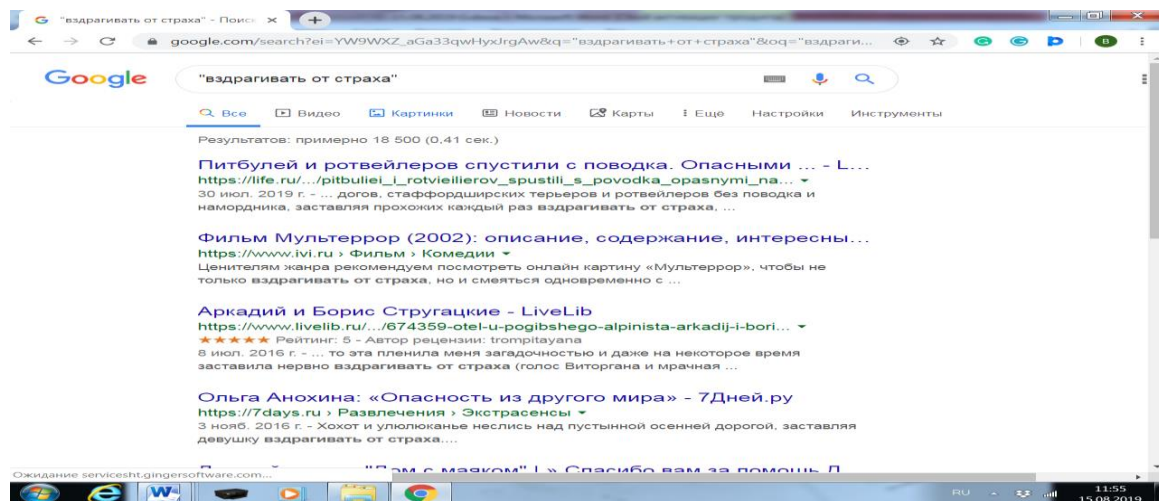 "вздрагивать от страха" - Поиск
google.com/search?ei=YW9WXZ_aGa33qwHyxJrgAw&q="вздрагивать+от+страха"&oq="вздраги...
Google
"вздрагивать от страха"
Все Видео Картинки Новости Карты Ещё Настройки Инструменты
Результатов: примерно 18 500 (0,41 сек.)
Питбулей и ротвейлеров спустили с поводка. Опасными ... - L...
https://life.ru/.../pitbuliei_i_rotvieilierov_spustili_s_povodka_opasnymi_na...
30 июл. 2019 г. - ... догов, стаффордширских терьеров и ротвейлеров без поводка и
намордника, заставляя прохожих каждый раз вздрагивать от страха, ...
Фильм Мультеррор (2002): описание, содержание, интересны...
https://www.ivi.ru › Фильм › Комедии
Ценителям жанра рекомендуем посмотреть онлайн картину «Мультеррор», чтобы не
только вздрагивать от страха, но и смеяться одновременно с ...
Аркадий и Борис Стругацкие - LiveLib
https://www.livelib.ru/.../674359-otel-u-pogibshego-alpinista-arkadij-i-bori...
★★★★★ Рейтинг: 5 - Автор рецензии: trompitayana
8 июл. 2016 г. - ... то эта пленила меня загадочностью и даже на некоторое время
заставила нервно вздрагивать от страха (голос Виторгана и мрачная ...
Ольга Анохина: «Опасность из другого мира» - 7Дней.ру
https://7days.ru › Развлечения › Экстрасенсы
3 нояб. 2016 г. - Хохот и улюлюканье неслись над пустынной осенней дорогой, заставляя
девушку вздрагивать от страха....
"Дом с маяком" | » Спасибо вам за помощь
Ожидание servicesht.gingersoftware.com...
RU
11:55
15.08.2019